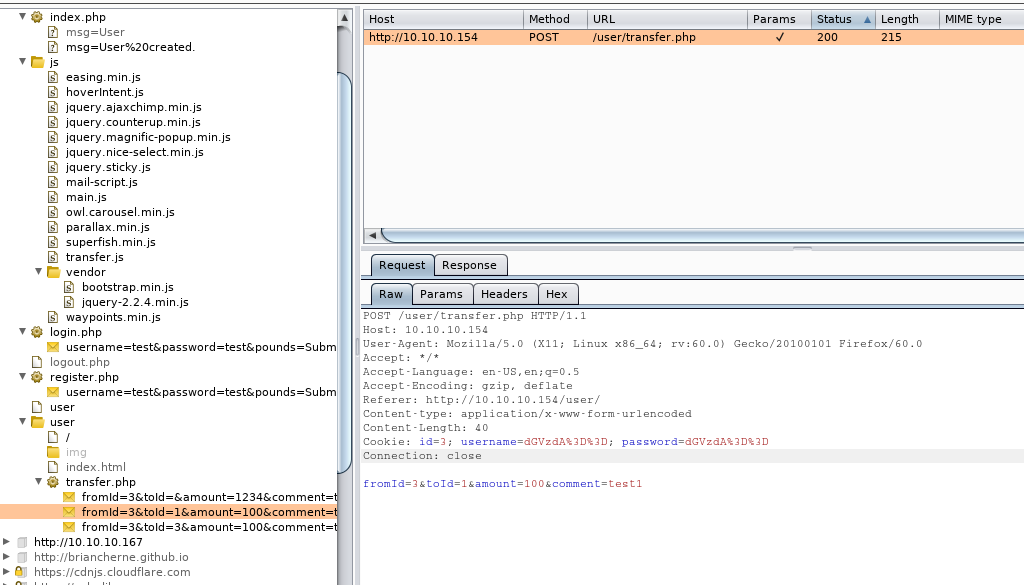 index.php
msg=User
msg=User%20created.
js
easing.min.js
hoverIntent.js
jquery.ajaxchimp.min.js
jquery.counterup.min.js
jquery.magnific-popup.min.js
jquery.nice-select.min.js
jquery.sticky.js
mail-script.js
main.js
owl.carousel.min.js
parallax.min.js
superfish.min.js
transfer.js
vendor
bootstrap.min.js
jquery-2.2.4.min.js
waypoints.min.js
login.php
username=test&password=test&pounds=Subm
logout.php
register.php
username=test&password=test&pounds=Subm
user
user
/
img
index.html
transfer.php
fromId=3&toId=&amount=1234&comment=t
fromId=3&toId=1&amount=100&comment=t
fromId=3&toId=3&amount=100&comment=t
http://10.10.10.167
http://briancherne.github.io
https://cdnjs.cloudflare.com
Host Method URL Params Status Length MIME type
http://10.10.10.154 POST /user/transfer.php ✓ 200 215
Request Response
Raw Params Headers Hex
POST /user/transfer.php HTTP/1.1
Host: 10.10.10.154
User-Agent: Mozilla/5.0 (X11; Linux x86_64; rv:60.0) Gecko/20100101 Firefox/60.0
Accept: */*
Accept-Language: en-US,en;q=0.5
Accept-Encoding: gzip, deflate
Referer: http://10.10.10.154/user/
Content-type: application/x-www-form-urlencoded
Content-Length: 40
Cookie: id=3; username=dGVzdA%3D%3D; password=dGVzdA%3D%3D
Connection: close
fromId=3&toId=1&amount=100&comment=test1